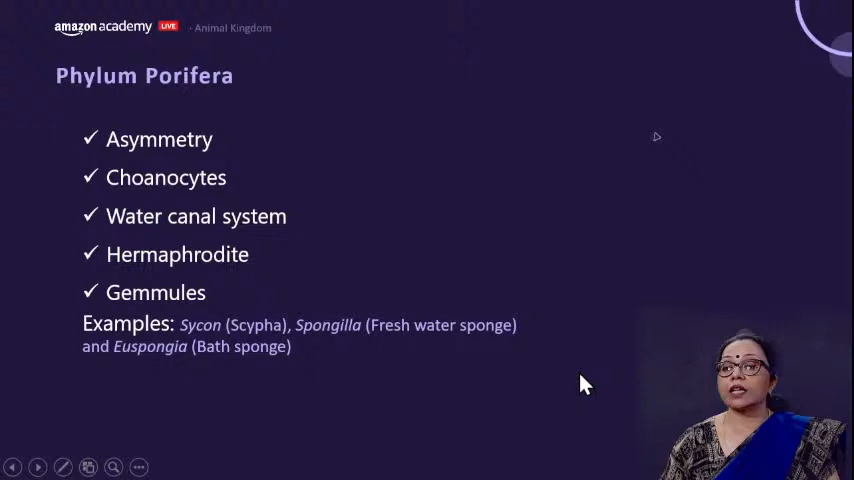 amazon academy LIVE · Animal Kingdom
Phylum Porifera
✓ Asymmetry
✓ Choanocytes
✓ Water canal system
✓ Hermaphrodite
✓ Gemmules
Examples: Sycon (Scypha), Spongilla (Fresh water sponge)
and Euspongia (Bath sponge)